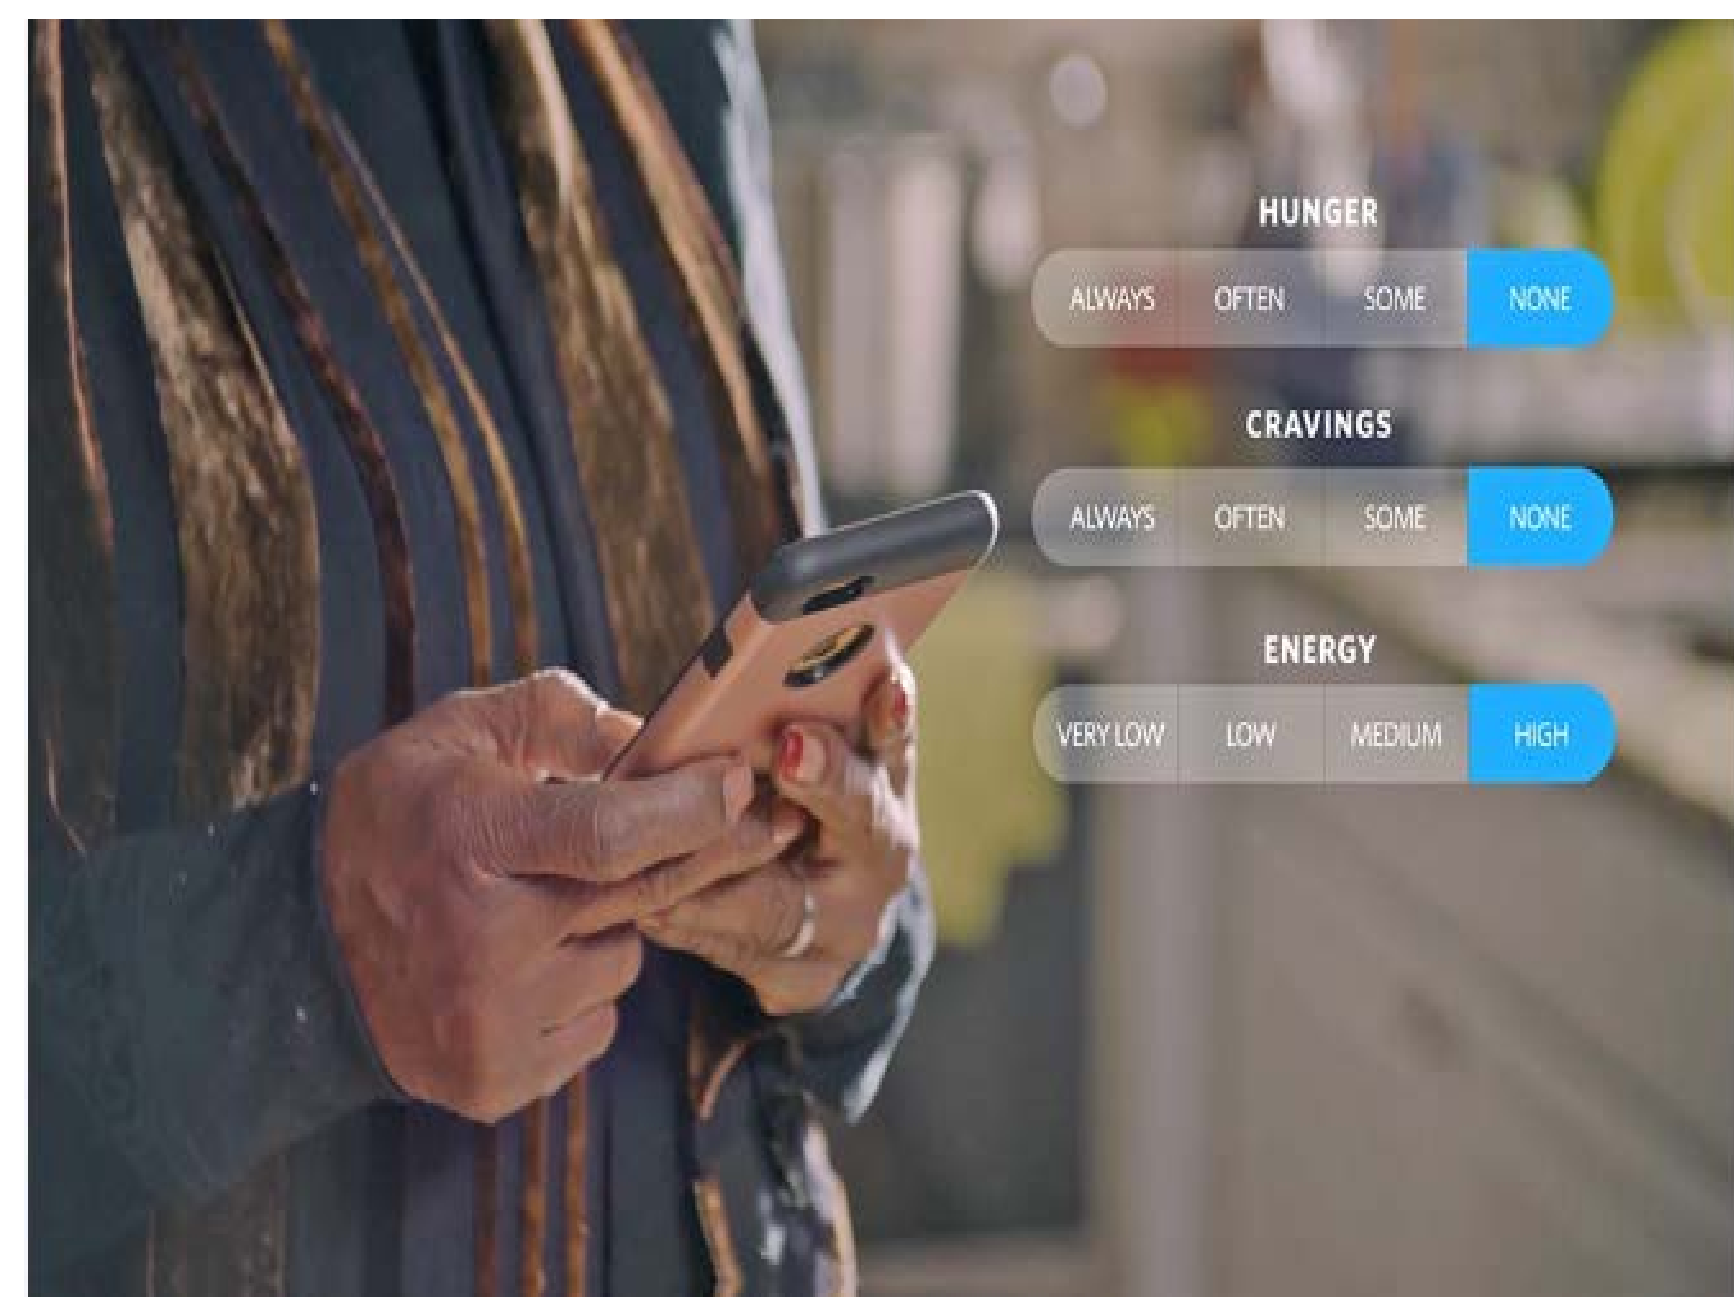 HUNGER
ALWAYS OFTEN SOME NONE
CRAVINGS
ALWAYS OFTEN SOME NONE
ENERGY
VERY LOW LOW MEDIUM HIGH